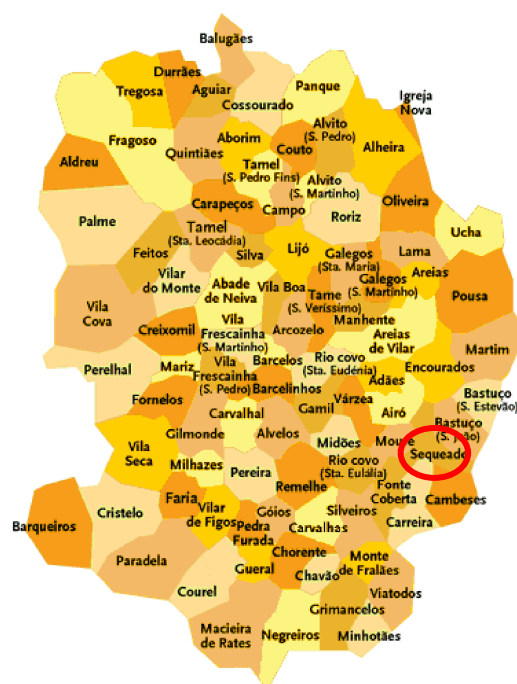 Balugães
Durrães
Tregosa
Aguiar
Panque
Cossourado
Igreja
Nova
Fragoso
Aborim
Alvito
(S. Pedro)
Couto
Alheira
Aldreu
Quintiães
Tamel
(S. Pedro Fins)
Alvito
(S. Martinho)
Carapeços
Campo
Oliveira
Palme
Roriz
Tamel
(Sta. Leocádia)
Ucha
Feitos
Silva
Lijó
Galegos
(Sta. Maria)
Lama
Areias
Vilar
do Monte
Abade
de Neiva
Vila Boa
Galegos
(S. Martinho)
Tame
(S. Veríssimo)
Pousa
Vila
Cova
Creixomil
Vila
Frescainha
(S. Martinho)
Arcozelo
Manhente
Areias
de Vilar
Martim
Perelhal
Mariz
Vila
Frescainha
(S. Pedro)
Barcelos
Rio covo
(Sta. Eudénia)
Encourados
Adães
Barcelinhos
Fornelos
Várzea
Bastuço
(S. Estevão)
Carvalhal
Gamil
Airó
Bastuço
(S. João)
Gilmonde
Alvelos
Midões
Moure
Sequeade
Vila
Seca
Milhazes
Pereira
Rio covo
(Sta. Eulália)
Remelhe
Fonte
Coberta
Cambeses
Faria
Vilar
de Figos
Góios
Silveiros
Cristelo
Barqueiros
Pedra
Furada
Carvalhas
Carreira
Paradela
Chorente
Monte
de Fralães
Gueral
Chavão
Courel
Viatodos
Grimancelos
Macieira
de Rates
Negreiros
Minhotães